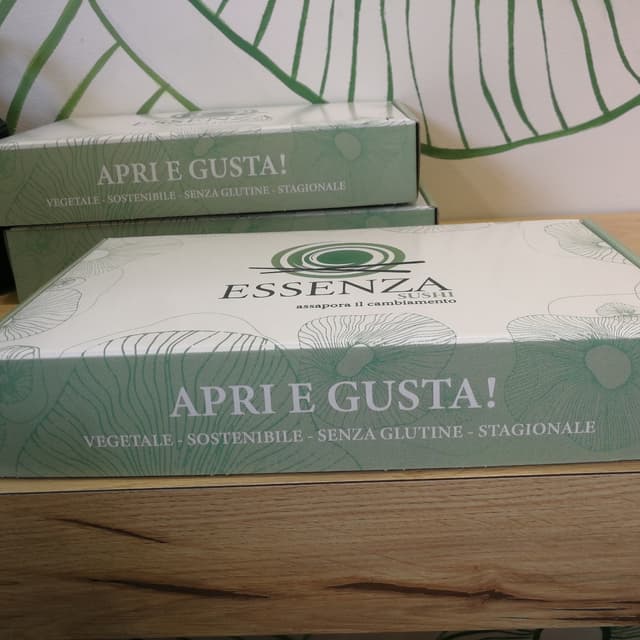 APRI E GUSTA!
VEGETALE - SOSTENIBILE - SENZA GLUTINE - STAGIONALE
ESSENZA
SUSHI
assapora il cambiamento
APRI E GUSTA!
VEGETALE - SOSTENIBILE - SENZA GLUTINE - STAGIONALE